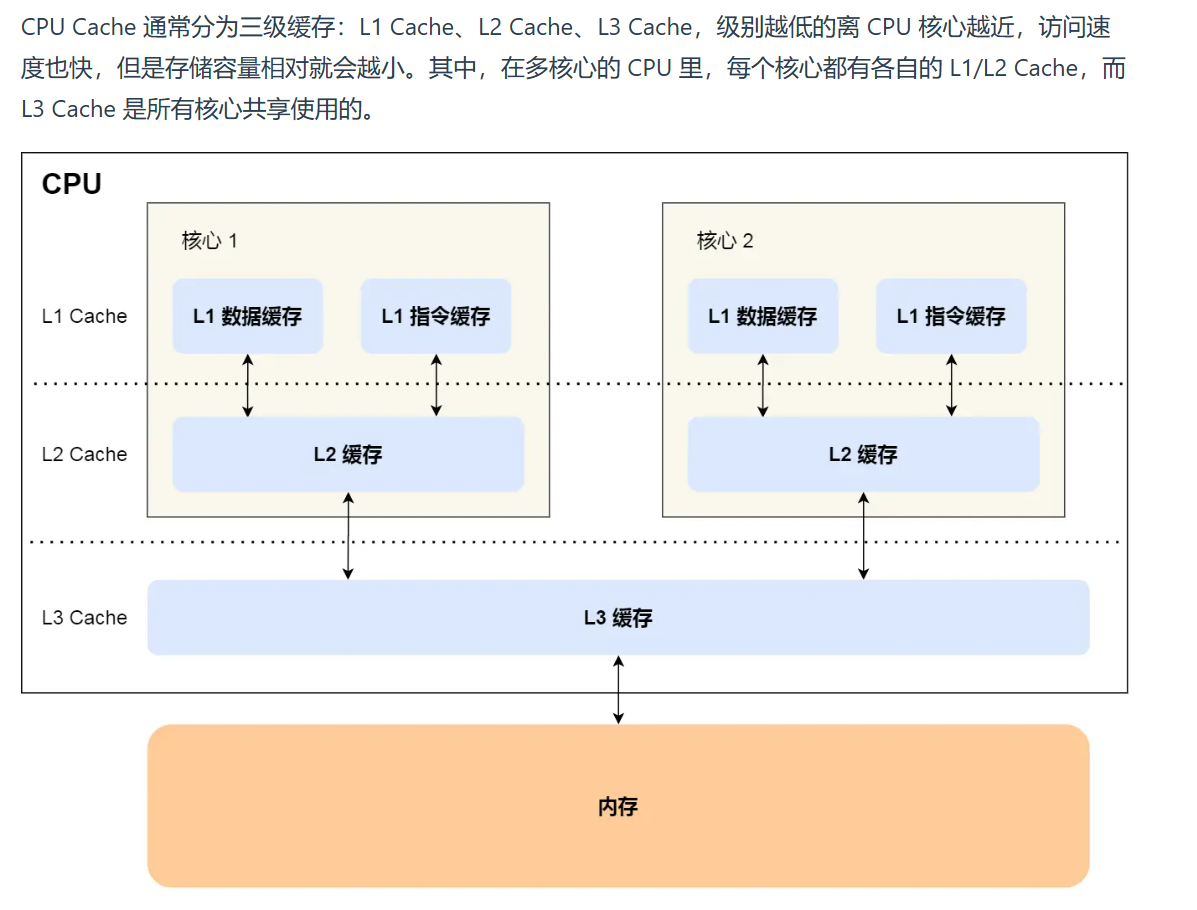 CPU Cache 通常分为三级缓存：L1 Cache、L2 Cache、L3 Cache，级别越低的离 CPU 核心越近，访问速
度也快，但是存储容量相对就会越小。其中，在多核心的 CPU 里，每个核心都有各自的 L1/L2 Cache，而
L3 Cache 是所有核心共享使用的。
CPU
核心 1
核心 2
L1 Cache
L1 数据缓存
L1 指令缓存
L1 数据缓存
L1 指令缓存
L2 Cache
L2 缓存
L2 缓存
L3 Cache
L3 缓存
内存